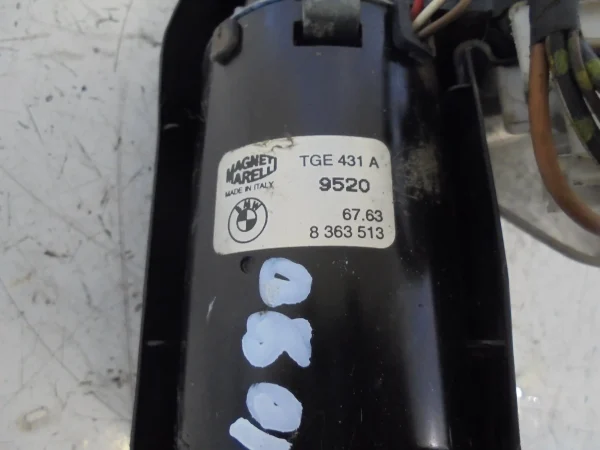 MAGNETI MARELLI
MADE IN ITALY
BMW
TGE 431 A
9520
67.63
8 363 513